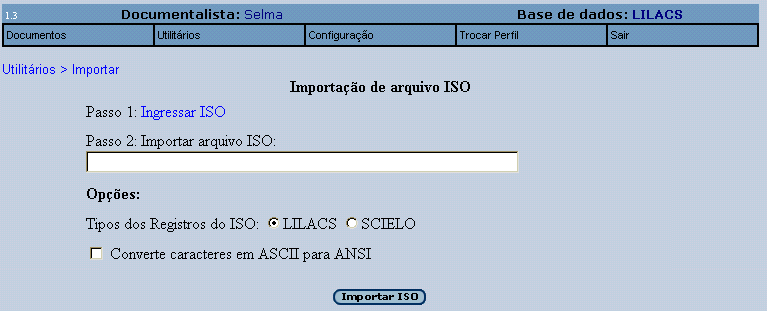 1.3 Documentalista: Selma Base de dados: LILACS
Documentos Utilitários Configuração Trocar Perfil Sair
Utilitários > Importar
Importação de arquivo ISO
Passo 1: Ingressar ISO
Passo 2: Importar arquivo ISO:
Opções:
Tipos dos Registros do ISO: LILACS SCIELO
Converte caracteres em ASCII para ANSI
Importar ISO